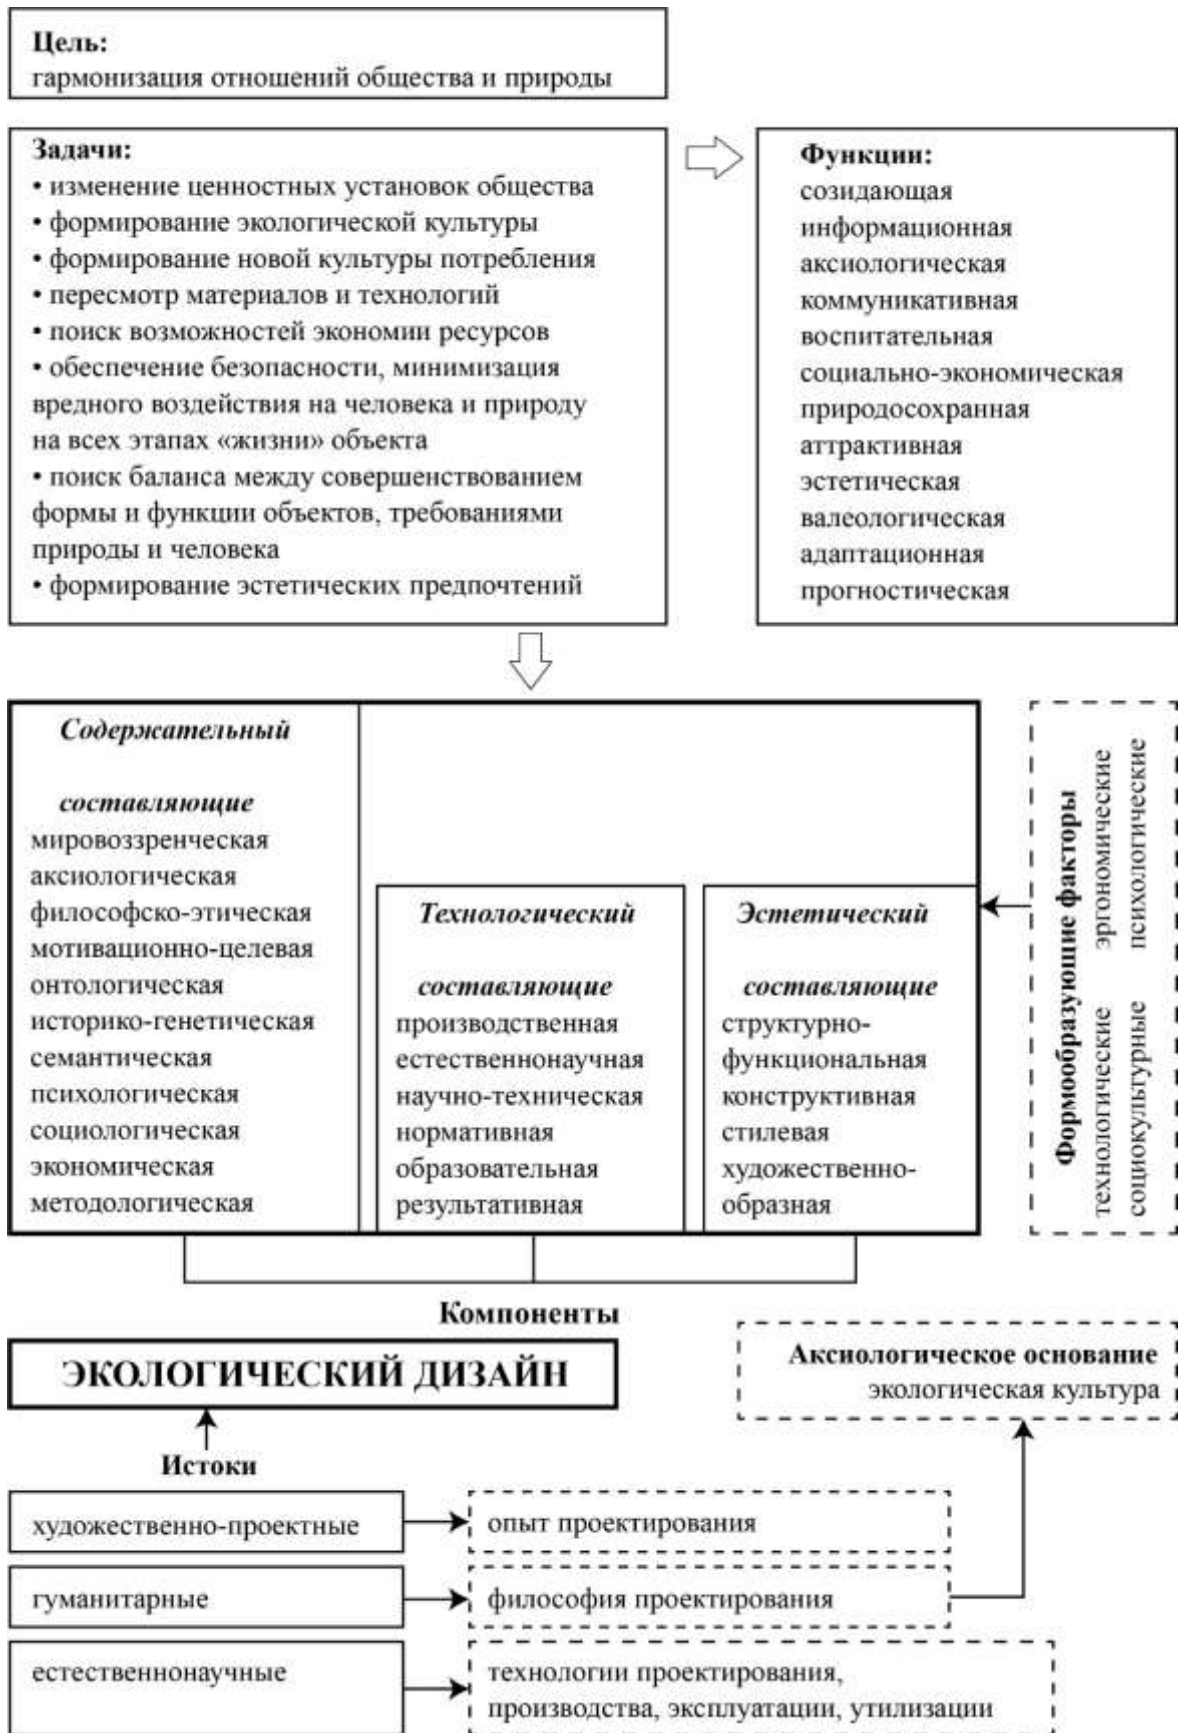 Цель:
гармонизация отношений общества и природы
Задачи:
• изменение ценностных установок общества
• формирование экологической культуры
• формирование новой культуры потребления
• пересмотр материалов и технологий
• поиск возможностей экономии ресурсов
• обеспечение безопасности, минимизация
вредного воздействия на человека и природу
на всех этапах «жизни» объекта
• поиск баланса между совершенствованием
формы и функции объектов, требованиями
природы и человека
• формирование эстетических предпочтений
Функции:
созидающая
информационная
аксиологическая
коммуникативная
воспитательная
социально-экономическая
природосохранная
аттрактивная
эстетическая
валеологическая
адаптационная
прогностическая
Содержательный
составляющие
мировоззренческая
аксиологическая
философско-этическая
мотивационно-целевая
онтологическая
историко-генетическая
семантическая
психологическая
социологическая
экономическая
методологическая
Технологический
составляющие
производственная
естественнонаучная
научно-техническая
нормативная
образовательная
результативная
Эстетический
составляющие
структурно-
функциональная
конструктивная
стилевая
художественно-
образная
Формообразующие факторы
технологические эргономические
социокультурные психологические
Компоненты
ЭКОЛОГИЧЕСКИЙ ДИЗАЙН
Аксиологическое основание
экологическая культура
Истоки
художественно-проектные
опыт проектирования
гуманитарные
философия проектирования
естественнонаучные
технологии проектирования,
производства, эксплуатации, утилизации